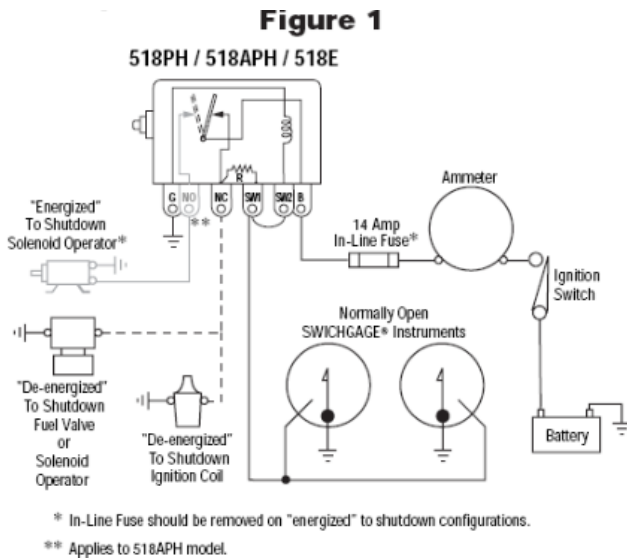 Figure 1
518PH / 518APH / 518E
G
NO
NC
R
SW1
SW2
B
**
"Energized"
To Shutdown
Solenoid Operator*
14 Amp
In-Line Fuse*
Ammeter
Ignition
Switch
Normally Open
SWICHGAGE® Instruments
"De-energized"
To Shutdown
Fuel Valve
or
Solenoid
Operator
"De-energized"
To Shutdown
Ignition Coil
Battery
* In-Line Fuse should be removed on "energized" to shutdown configurations.
** Applies to 518APH model.